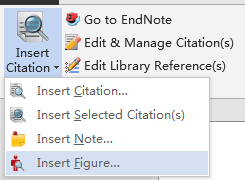 Go to EndNote
Insert
Citation
Edit & Manage Citation(s)
Edit Library Reference(s)
Insert Citation...
Insert Selected Citation(s)
Insert Note...
Insert Figure...